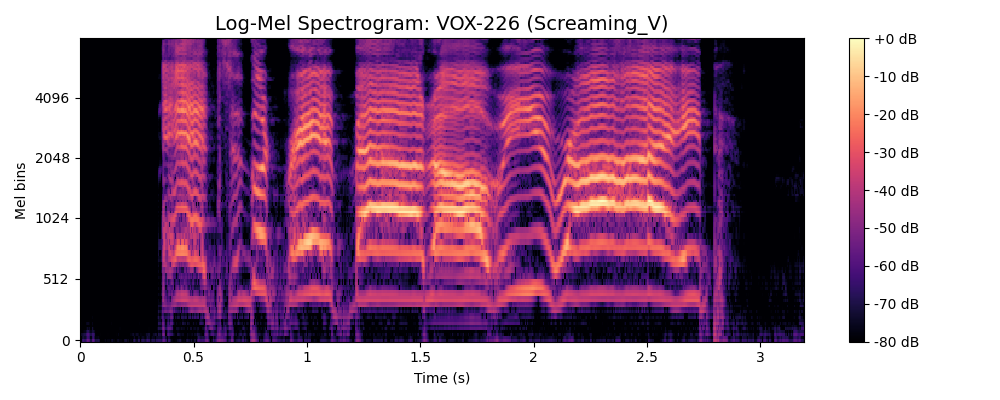 Log-Mel Spectrogram: VOX-226 (Screaming_V)
Mel bins
4096
2048
1024
512
0
0
0.5
1
1.5
2
2.5
3
Time (s)
+0 dB
-10 dB
-20 dB
-30 dB
-40 dB
-50 dB
-60 dB
-70 dB
-80 dB